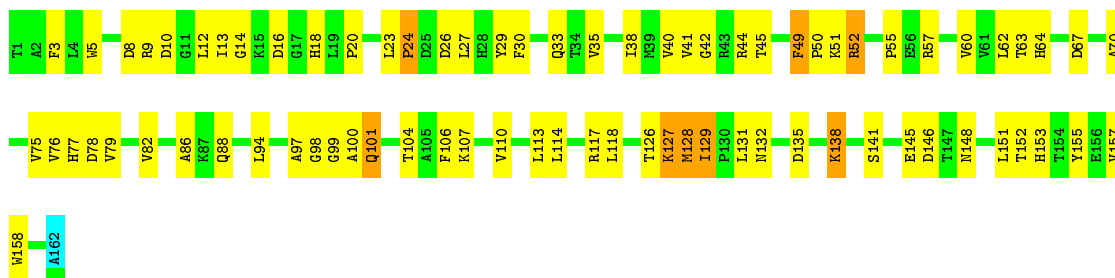 T1 A2 F3 L4 W5 D8 R9 D10 G11 L12 I13 G14 K15 D16 G17 H18 L19 P20 L23 P24 D25 D26 L27 H28 Y29 F30 Q33 T34 V35 I38 M39 V40 V41 G42 R43 R44 T45 F49 P50 K51 R52 P55 E56 R57 V60 V61 L62 T63 H64 D67 A70
V75 V76 H77 D78 V79 V82 A86 K87 Q88 L94 A97 G98 G99 A100 Q101 T104 A105 F106 K107 V110 L113 L114 R117 L118 T126 K127 M128 I129 P130 L131 N132 D135 K138 S141 E145 D146 T147 N148 L151 T152 H153 T154 Y155 E156 V157
W158 A162